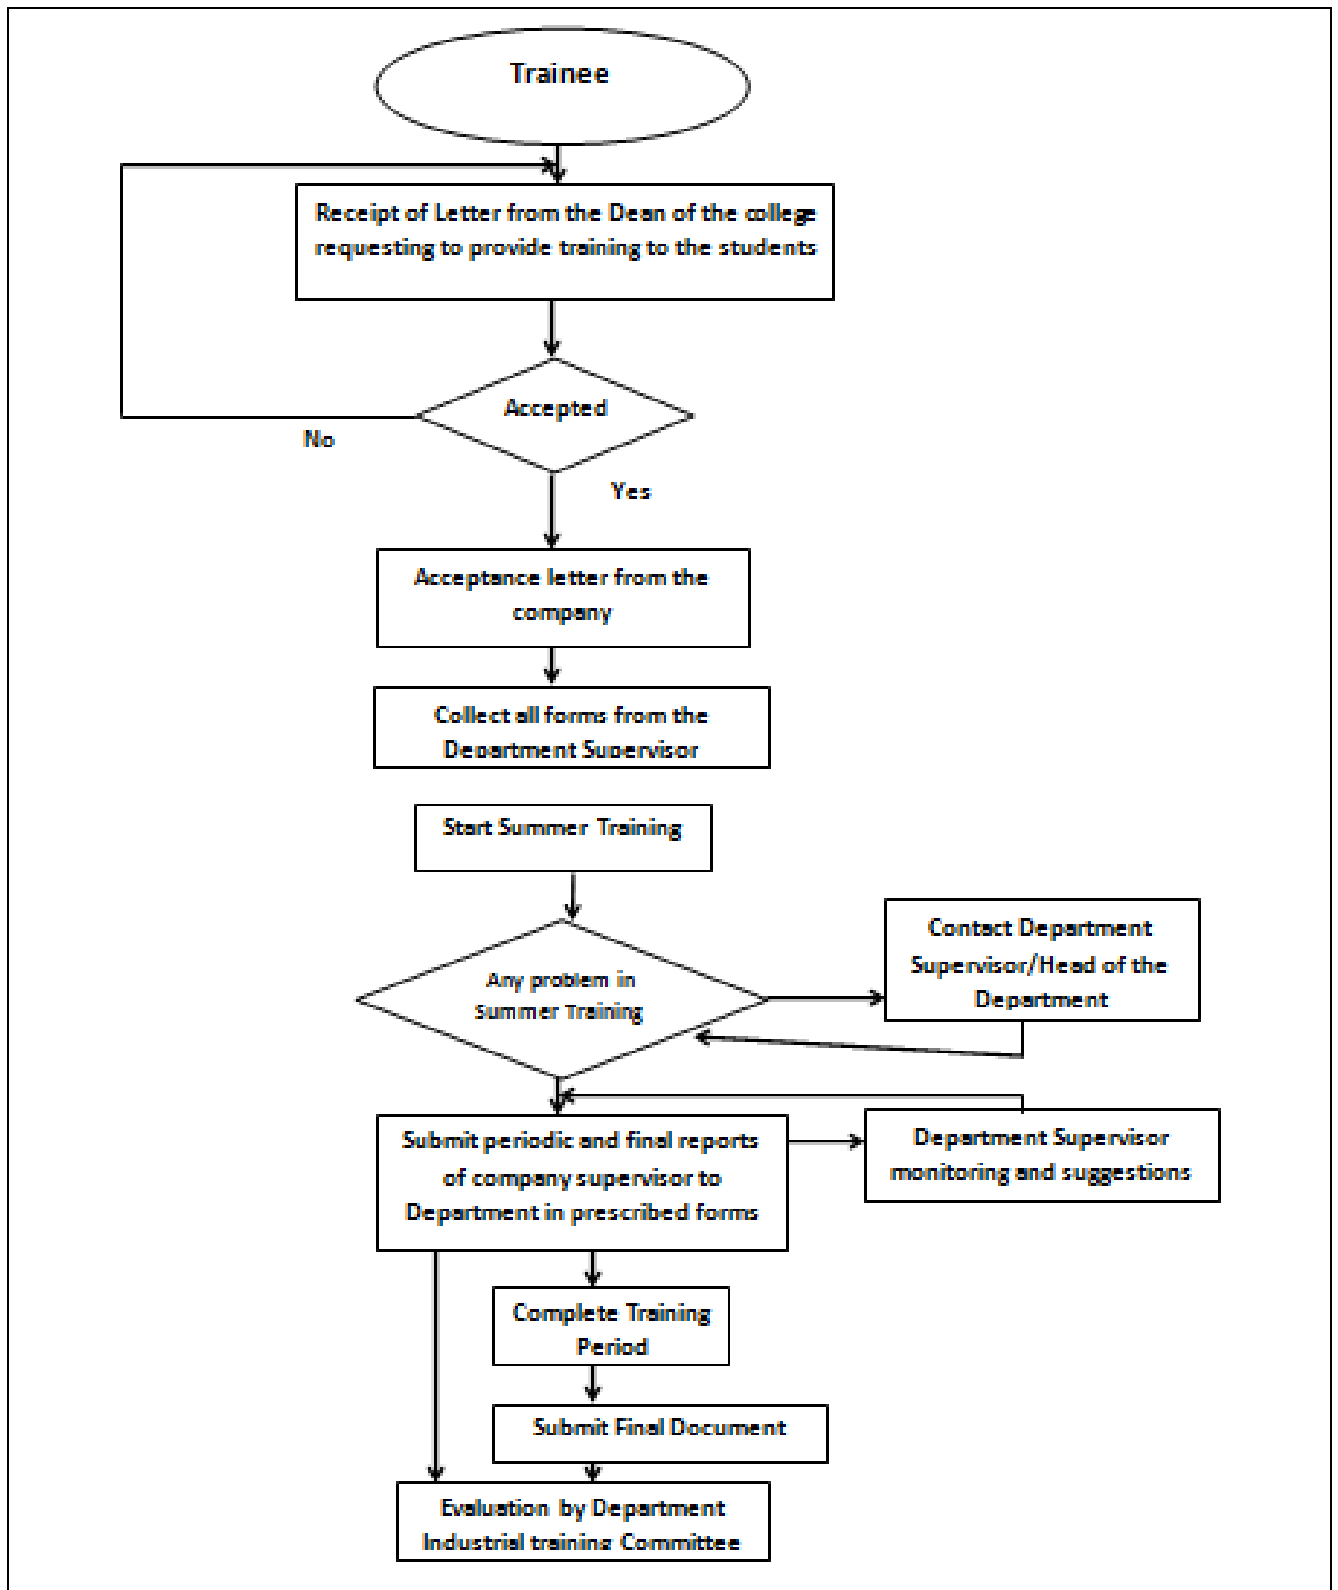 Trainee
Receipt of Letter from the Dean of the college
requesting to provide training to the students
Accepted
No
Yes
Acceptance letter from the
company
Collect all forms from the
Department Supervisor
Start Summer Training
Any problem in
Summer Training
Contact Department
Supervisor/Head of the
Department
Submit periodic and final reports
of company supervisor to
Department in prescribed forms
Department Supervisor
monitoring and suggestions
Complete Training
Period
Submit Final Document
Evaluation by Department
Industrial training Committee